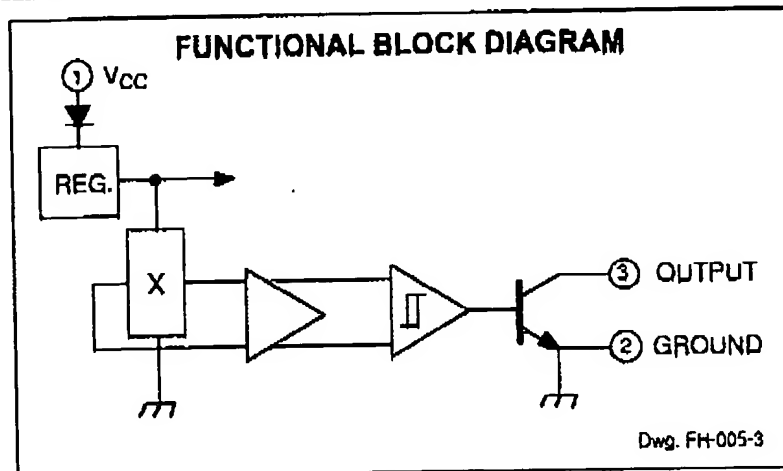 FUNCTIONAL BLOCK DIAGRAM
1 VCC
REG.
X
3 OUTPUT
2 GROUND
Dwg. FH-005-3